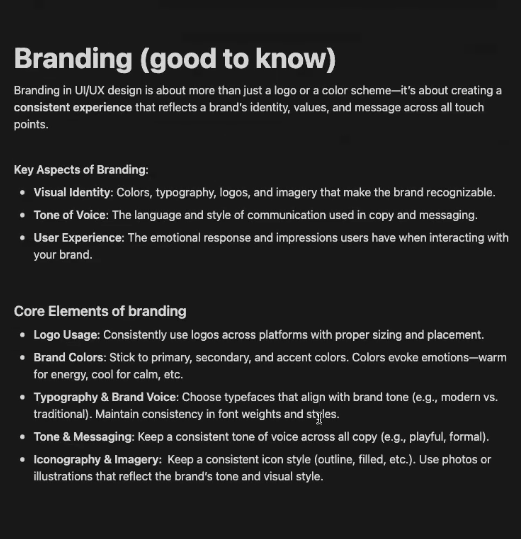 Branding (good to know)
Branding in UI/UX design is about more than just a logo or a color scheme—it's about creating a
consistent experience that reflects a brand's identity, values, and message across all touch
points.
Key Aspects of Branding:
• Visual Identity: Colors, typography, logos, and imagery that make the brand recognizable.
• Tone of Voice: The language and style of communication used in copy and messaging.
• User Experience: The emotional response and impressions users have when interacting with
your brand.
Core Elements of branding
• Logo Usage: Consistently use logos across platforms with proper sizing and placement.
• Brand Colors: Stick to primary, secondary, and accent colors. Colors evoke emotions—warm
for energy, cool for calm, etc.
• Typography & Brand Voice: Choose typefaces that align with brand tone (e.g., modern vs.
traditional). Maintain consistency in font weights and styles.
• Tone & Messaging: Keep a consistent tone of voice across all copy (e.g., playful, formal).
• Iconography & Imagery: Keep a consistent icon style (outline, filled, etc.). Use photos or
illustrations that reflect the brand's tone and visual style.